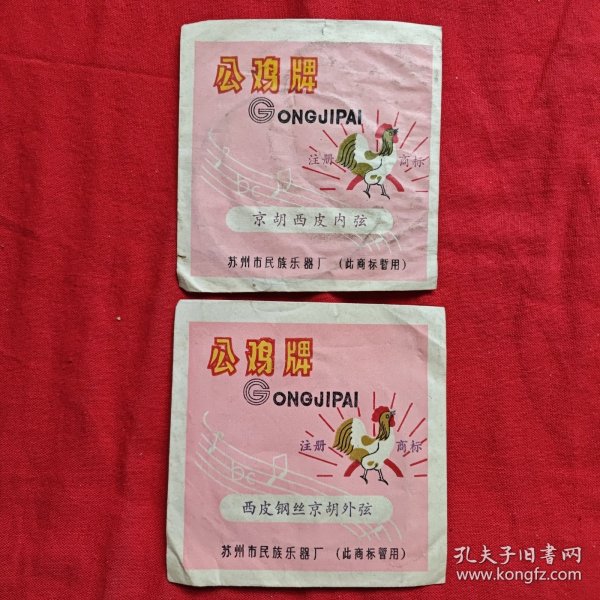 公鸡牌
GONGJIPAI
注册 商标
京胡西皮内弦
苏州市民族乐器厂 (此商标暂用)
公鸡牌
GONGJIPAI
注册 商标
西皮钢丝京胡外弦
苏州市民族乐器厂 (此商标暂用)
孔夫子旧书网
www.kongfz.com